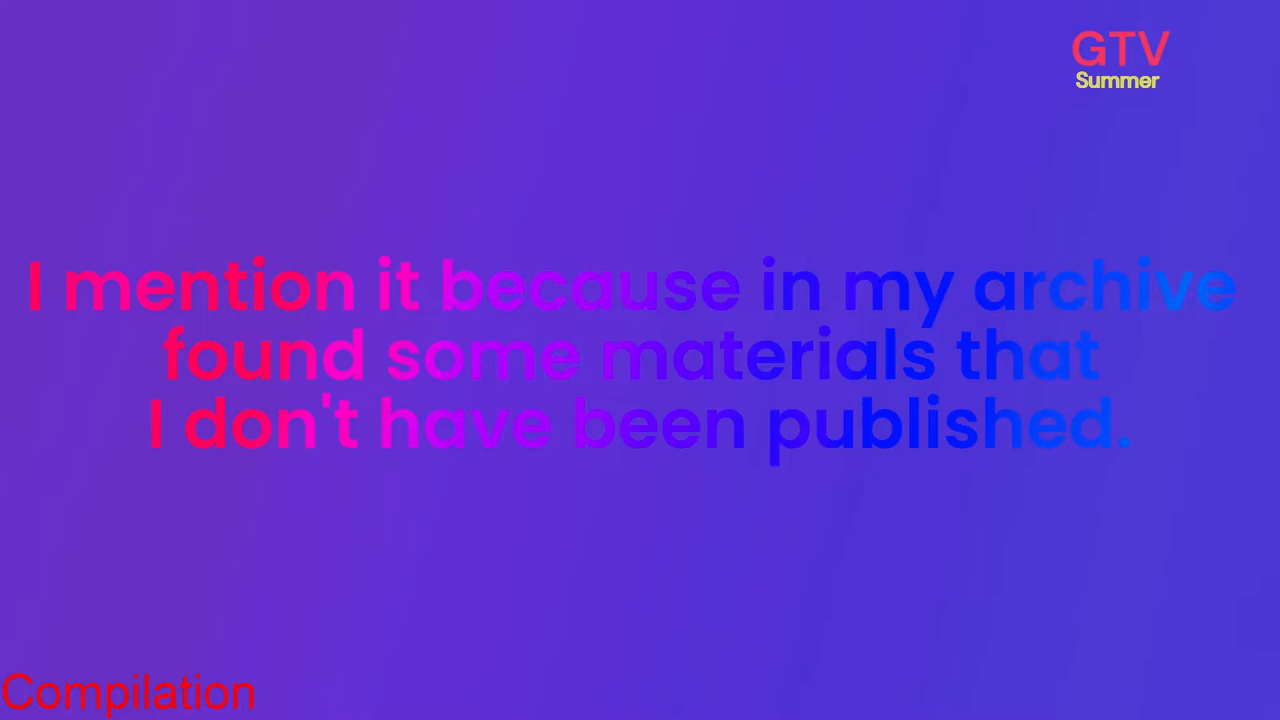 GTV
Summer
I mention it because in my archive
found some materials that
I don't have been published.
Compilation